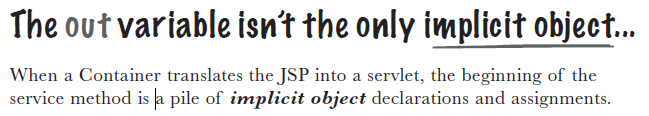 The out variable isn't the only implicit object...
When a Container translates the JSP into a servlet, the beginning of the
service method is a pile of implicit object declarations and assignments.